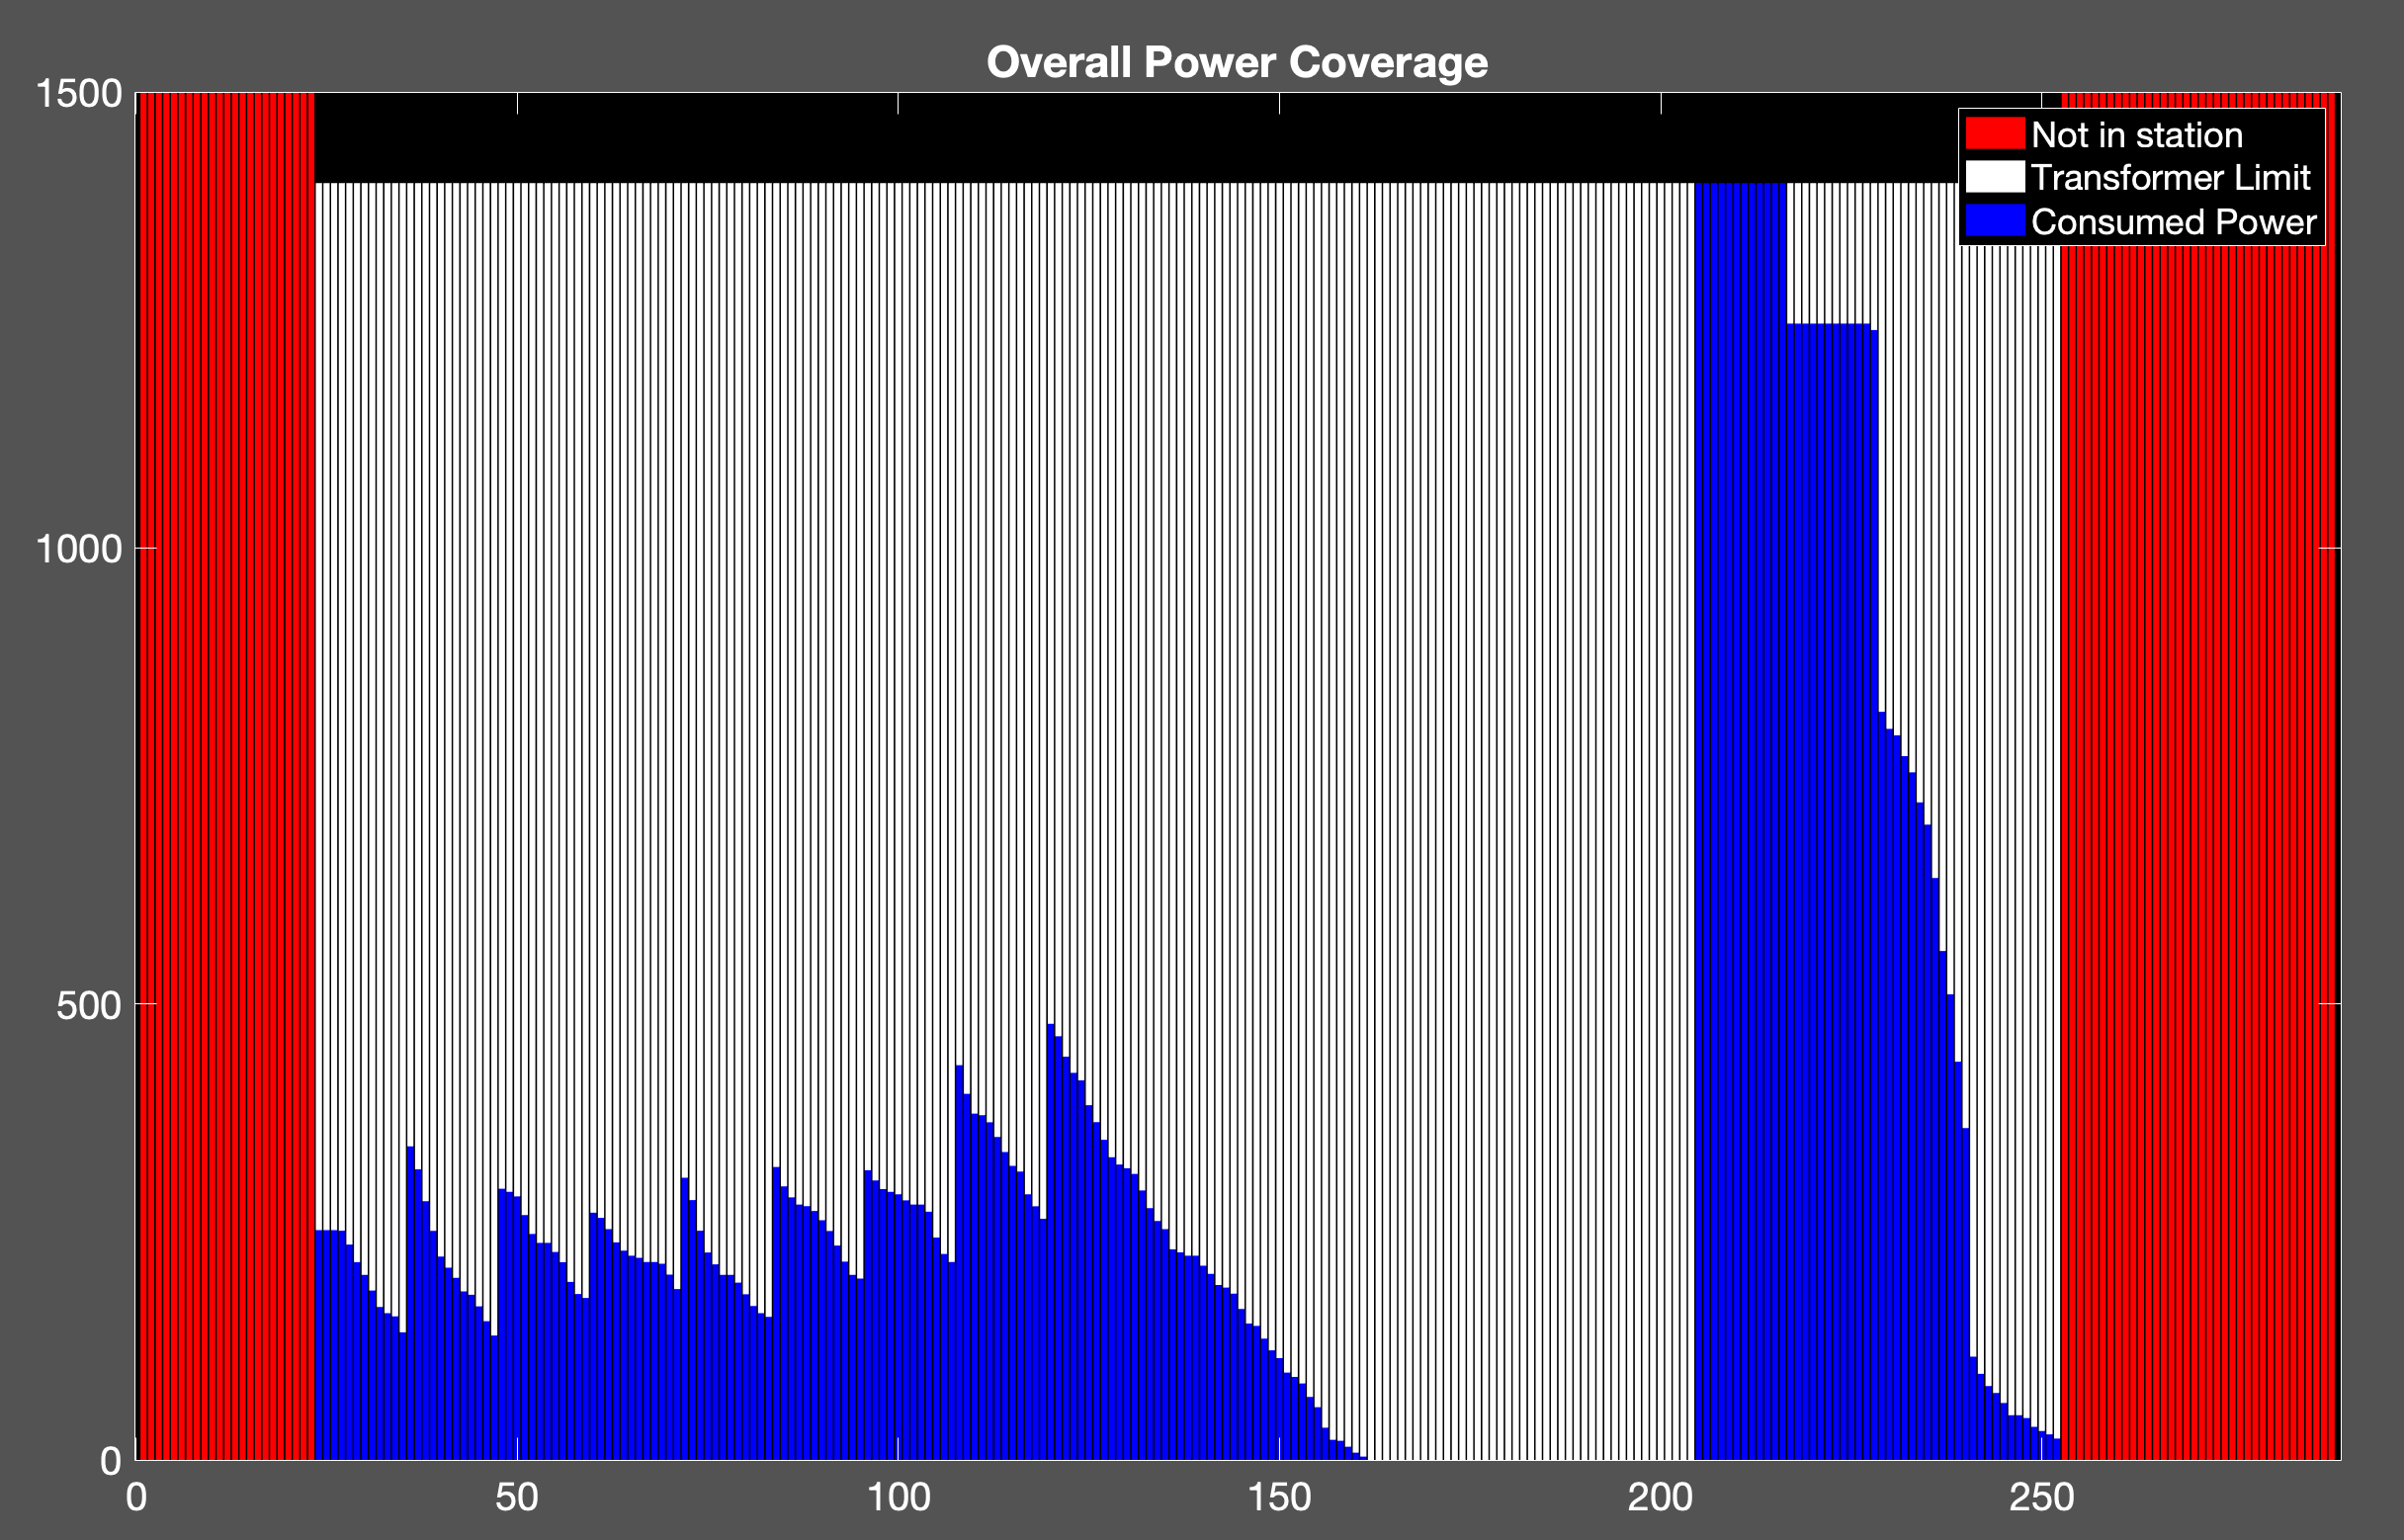 Overall Power Coverage
1500
1000
500
0
Not in station
Transformer Limit
Consumed Power
0 50 100 150 200 250